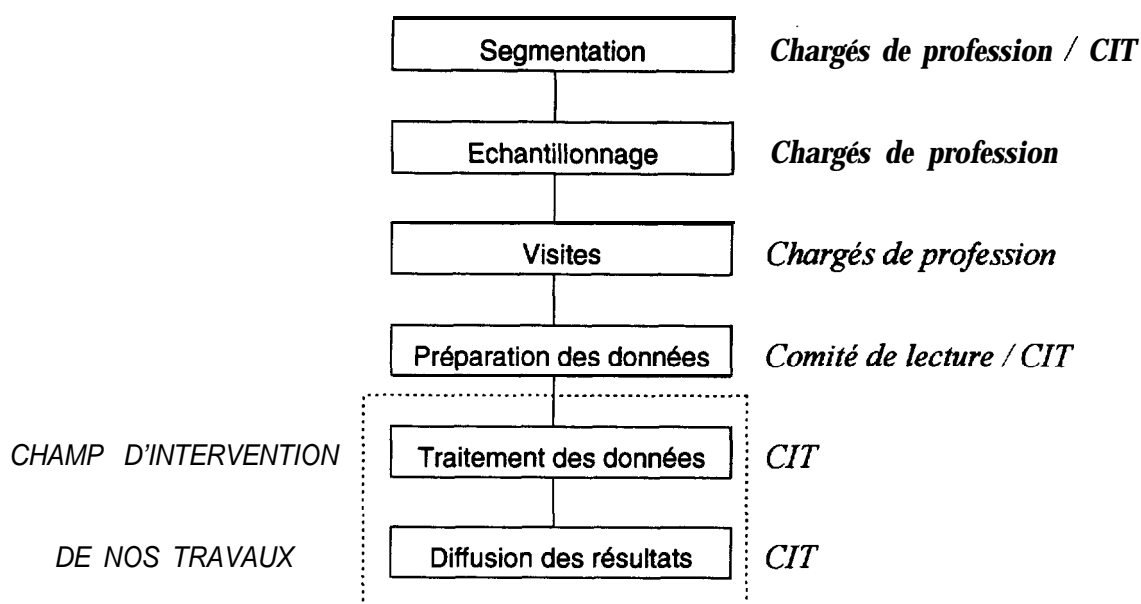 Segmentation Chargés de profession / CIT
Echantillonnage Chargés de profession
Visites Chargés de profession
Préparation des données Comité de lecture / CIT
CHAMP D'INTERVENTION Traitement des données CIT
DE NOS TRAVAUX Diffusion des résultats CIT